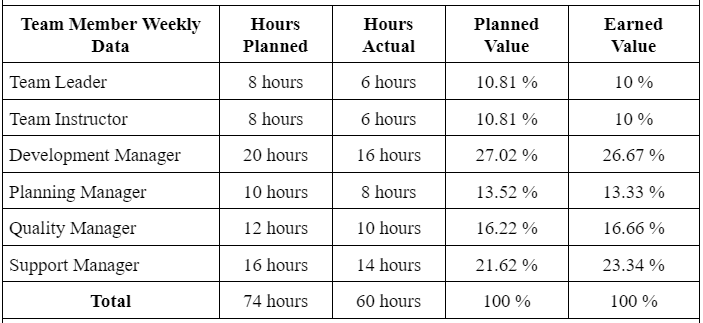 Team Member Weekly Data | Hours Planned | Hours Actual | Planned Value | Earned Value
Team Leader | 8 hours | 6 hours | 10.81 % | 10 %
Team Instructor | 8 hours | 6 hours | 10.81 % | 10 %
Development Manager | 20 hours | 16 hours | 27.02 % | 26.67 %
Planning Manager | 10 hours | 8 hours | 13.52 % | 13.33 %
Quality Manager | 12 hours | 10 hours | 16.22 % | 16.66 %
Support Manager | 16 hours | 14 hours | 21.62 % | 23.34 %
Total | 74 hours | 60 hours | 100 % | 100 %